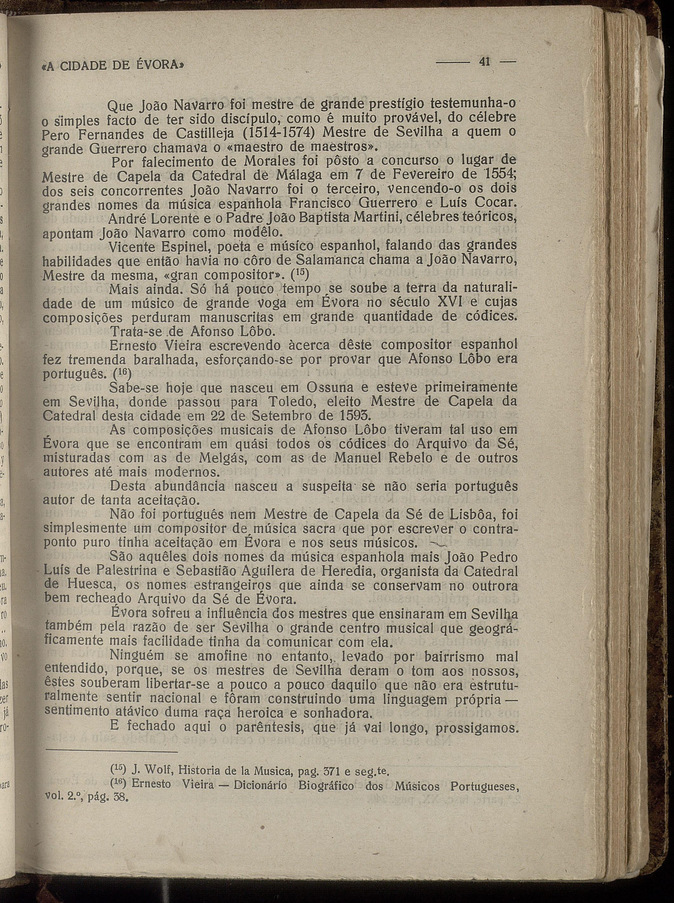 «A CIDADE DE ÉVORA» — 41 —
Que João Navarro foi mestre de grande prestígio testemunha-o
o simples facto de ter sido discípulo, como é muito provável, do célebre
Pero Fernandes de Castilleja (1514-1574) Mestre de Sevilha a quem o
grande Guerrero chamava o «maestro de maestros».
Por falecimento de Morales foi pôsto a concurso o lugar de
Mestre de Capela da Catedral de Málaga em 7 de Fevereiro de 1554;
dos seis concorrentes João Navarro foi o terceiro, vencendo-o os dois
grandes nomes da música espanhola Francisco Guerrero e Luís Cocar.
André Lorente e o Padre João Baptista Martini, célebres teóricos,
apontam João Navarro como modêlo.
Vicente Espinel, poeta e músico espanhol, falando das grandes
habilidades que então havia no côro de Salamanca chama a João Navarro,
Mestre da mesma, «gran compositor». (¹⁵)
Mais ainda. Só há pouco tempo se soube a terra da naturali-
dade de um músico de grande voga em Évora no século XVI e cujas
composições perduram manuscritas em grande quantidade de códices.
Trata-se de Afonso Lôbo.
Ernesto Vieira escrevendo àcerca dêste compositor espanhol
fez tremenda baralhada, esforçando-se por provar que Afonso Lôbo era
português. (¹⁶)
Sabe-se hoje que nasceu em Ossuna e esteve primeiramente
em Sevilha, donde passou para Toledo, eleito Mestre de Capela da
Catedral desta cidade em 22 de Setembro de 1593.
As composições musicais de Afonso Lôbo tiveram tal uso em
Évora que se encontram em quási todos os códices do Arquivo da Sé,
misturadas com as de Melgás, com as de Manuel Rebelo e de outros
autores até mais modernos.
Desta abundância nasceu a suspeita se não seria português
autor de tanta aceitação.
Não foi português nem Mestre de Capela da Sé de Lisbôa, foi
simplesmente um compositor de música sacra que por escrever o contra-
ponto puro tinha aceitação em Évora e nos seus músicos.
São aquêles dois nomes da música espanhola mais João Pedro
Luís de Palestrina e Sebastião Aguilera de Heredia, organista da Catedral
de Huesca, os nomes estrangeiros que ainda se conservam no outrora
bem recheado Arquivo da Sé de Évora.
Évora sofreu a influência dos mestres que ensinaram em Sevilha
também pela razão de ser Sevilha o grande centro musical que geográ-
ficamente mais facilidade tinha da comunicar com ela.
Ninguém se amofine no entanto, levado por bairrismo mal
entendido, porque, se os mestres de Sevilha deram o tom aos nossos,
êstes souberam libertar-se a pouco a pouco daquilo que não era estrutu-
ralmente sentir nacional e fôram construindo uma linguagem própria —
sentimento atávico duma raça heroica e sonhadora.
E fechado aqui o parêntesis, que já vai longo, prossigamos.
(¹⁵) J. Wolf, Historia de la Musica, pag. 371 e seg.te.
(¹⁶) Ernesto Vieira — Dicionário Biográfico dos Músicos Portugueses,
vol. 2.º, pág. 38.